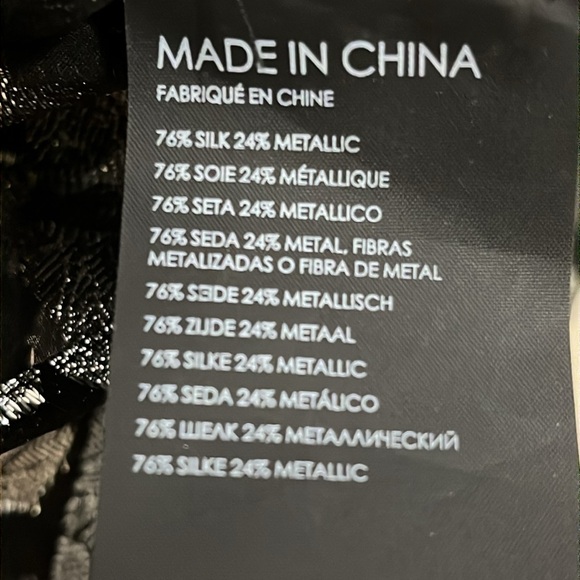 MADE IN CHINA
FABRIQUÉ EN CHINE
76% SILK 24% METALLIC
76% SOIE 24% MÉTALLIQUE
76% SETA 24% METALLICO
76% SEDA 24% METAL, FIBRAS
METALIZADAS O FIBRA DE METAL
76% SEIDE 24% METALLISCH
76% ZIJDE 24% METAAL
76% SILKE 24% METALLIC
76% SEDA 24% METÁLICO
76% ШЕЛК 24% МЕТАЛЛИЧЕСКИЙ
76% SILKE 24% METALLIC